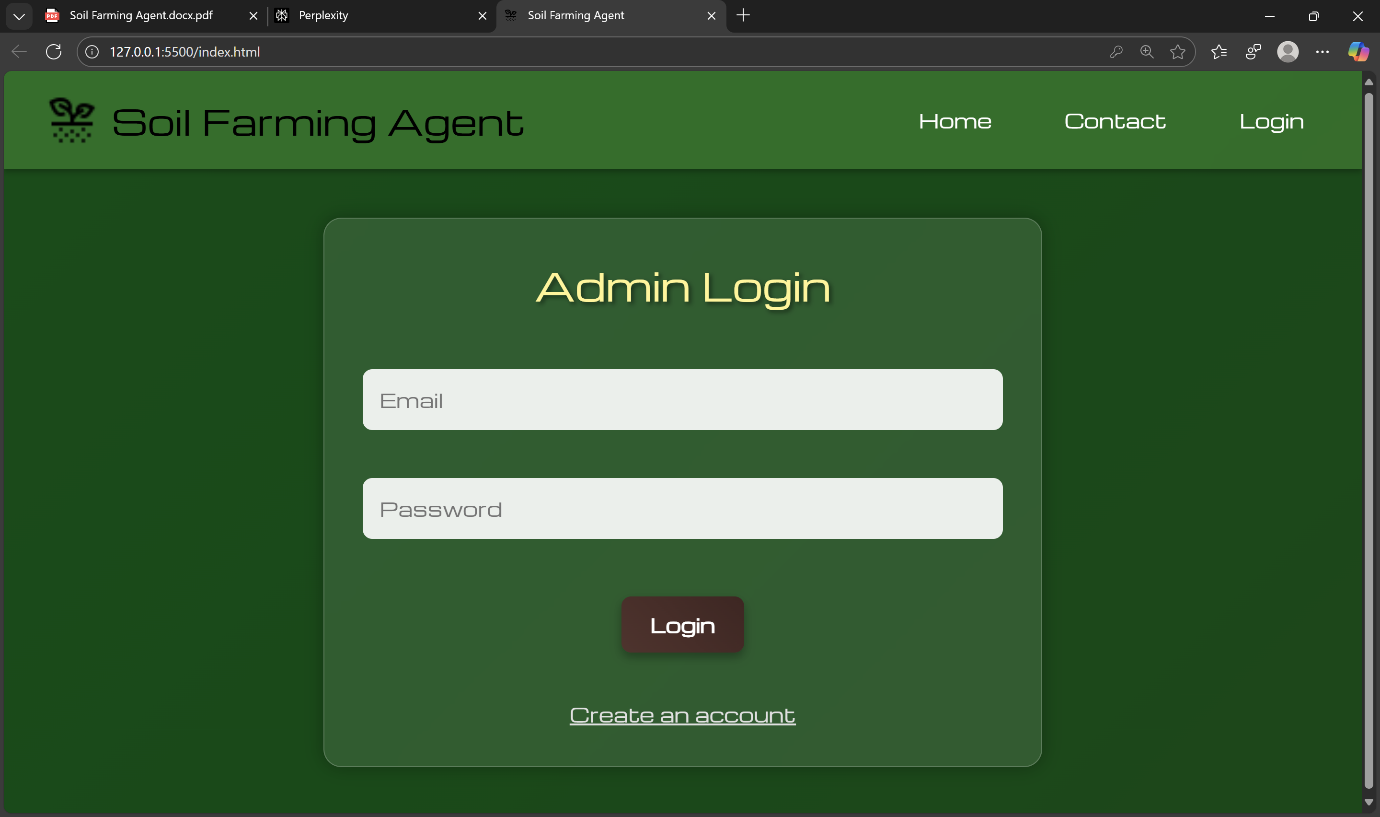 Soil Farming Agent.docx.pdf Perplexity Soil Farming Agent
127.0.0.1:5500/index.html
Soil Farming Agent Home Contact Login
Admin Login
Email
Password
Login
Create an account